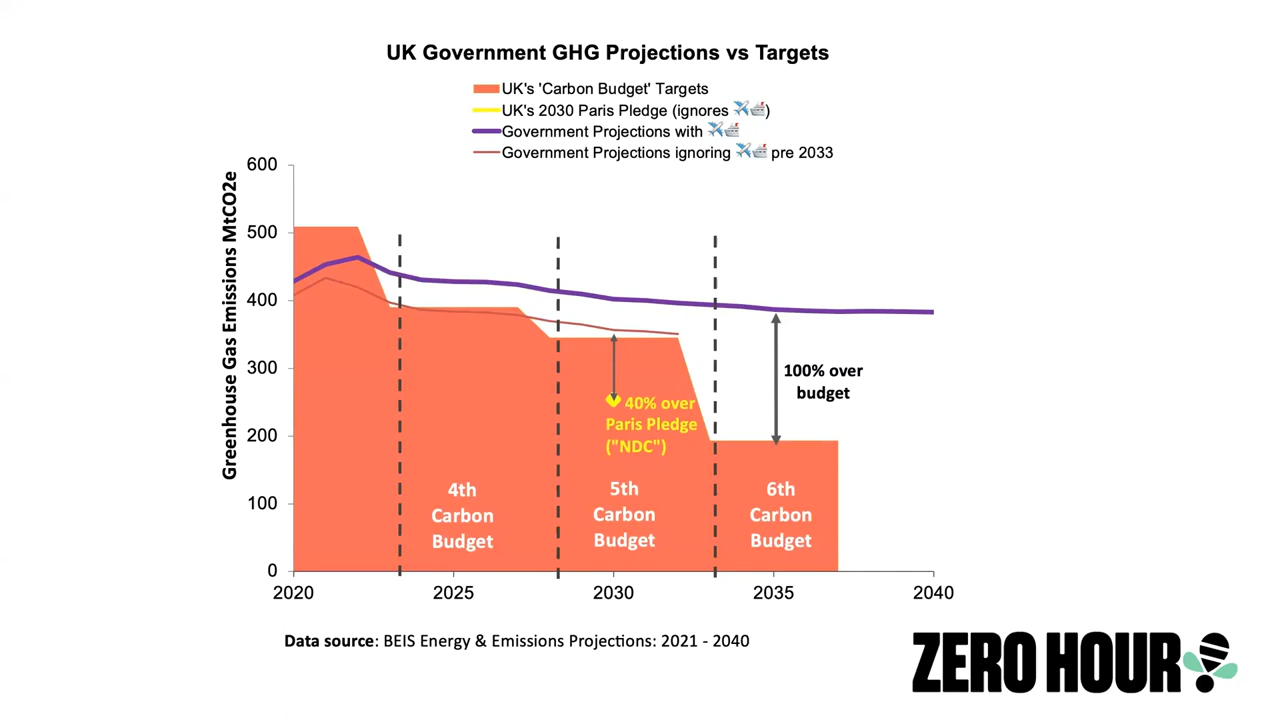 UK Government GHG Projections vs Targets
UK's 'Carbon Budget' Targets
UK's 2030 Paris Pledge (ignores ✈️🚢)
Government Projections with ✈️🚢
Government Projections ignoring ✈️🚢 pre 2033
Greenhouse Gas Emissions MtCO2e
600
500
400
300
200
100
0
2020
2025
2030
2035
2040
100% over
budget
40% over
Paris Pledge
("NDC")
4th
Carbon
Budget
5th
Carbon
Budget
6th
Carbon
Budget
Data source: BEIS Energy & Emissions Projections: 2021 - 2040
ZERO HOUR